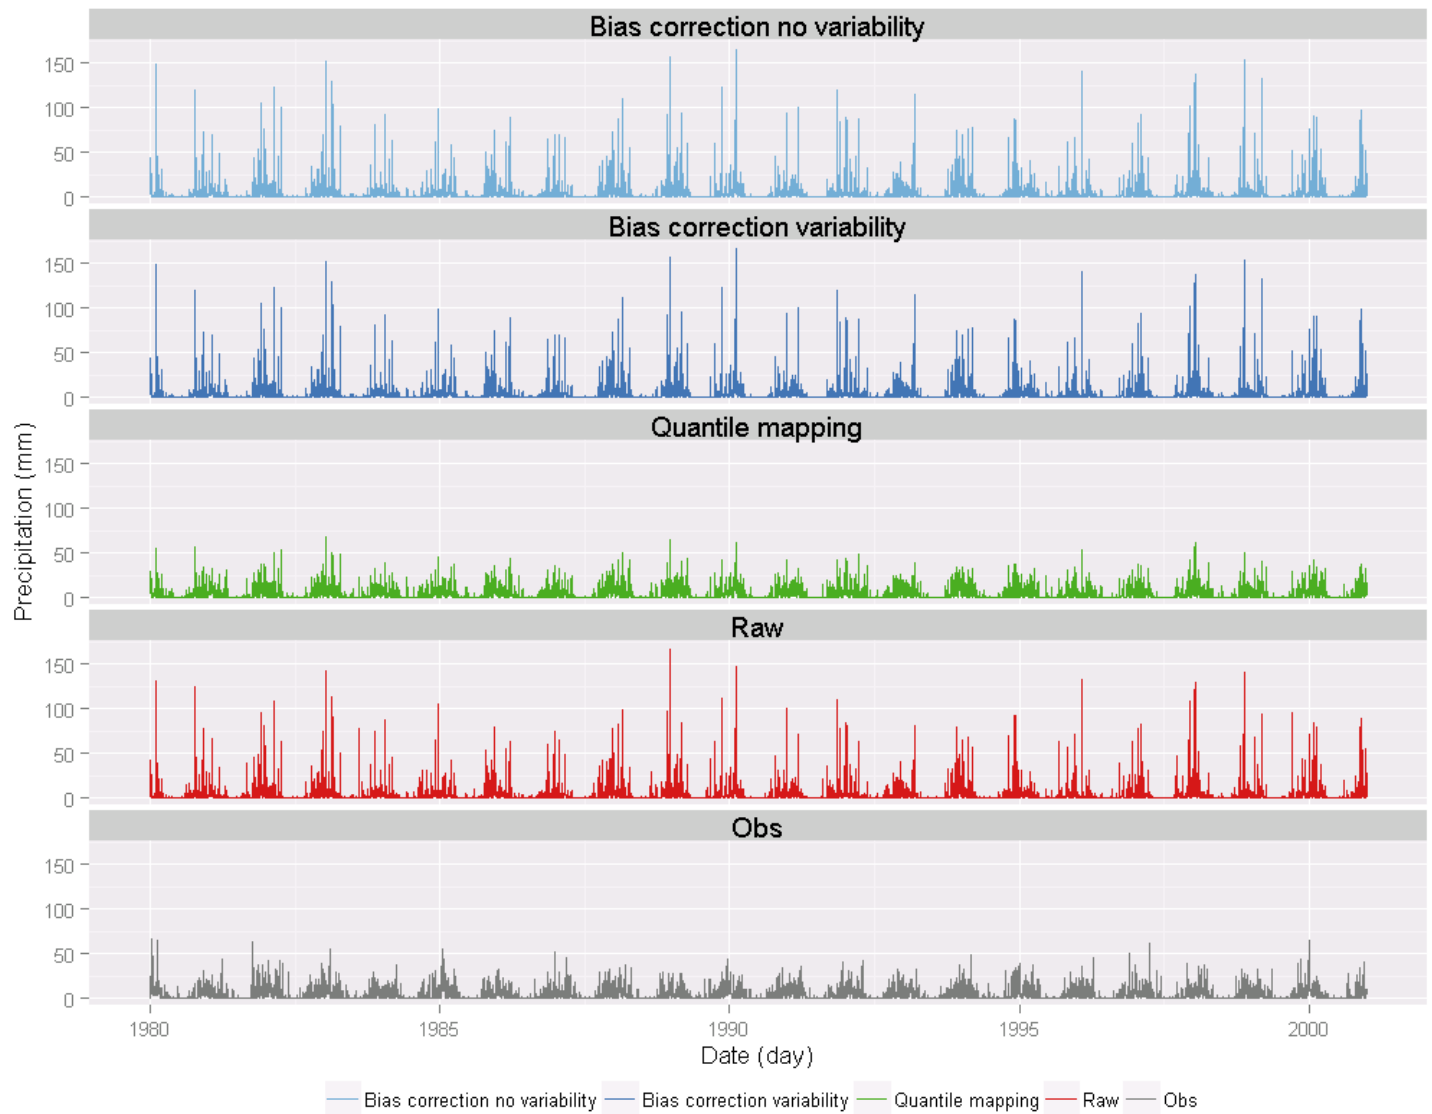 Bias correction no variability
150
100
50
0
Bias correction variability
150
100
50
0
Quantile mapping
150
100
50
0
Raw
150
100
50
0
Obs
150
100
50
0
Precipitation (mm)
1980 1985 1990 1995 2000
Date (day)
Bias correction no variability Bias correction variability Quantile mapping Raw Obs